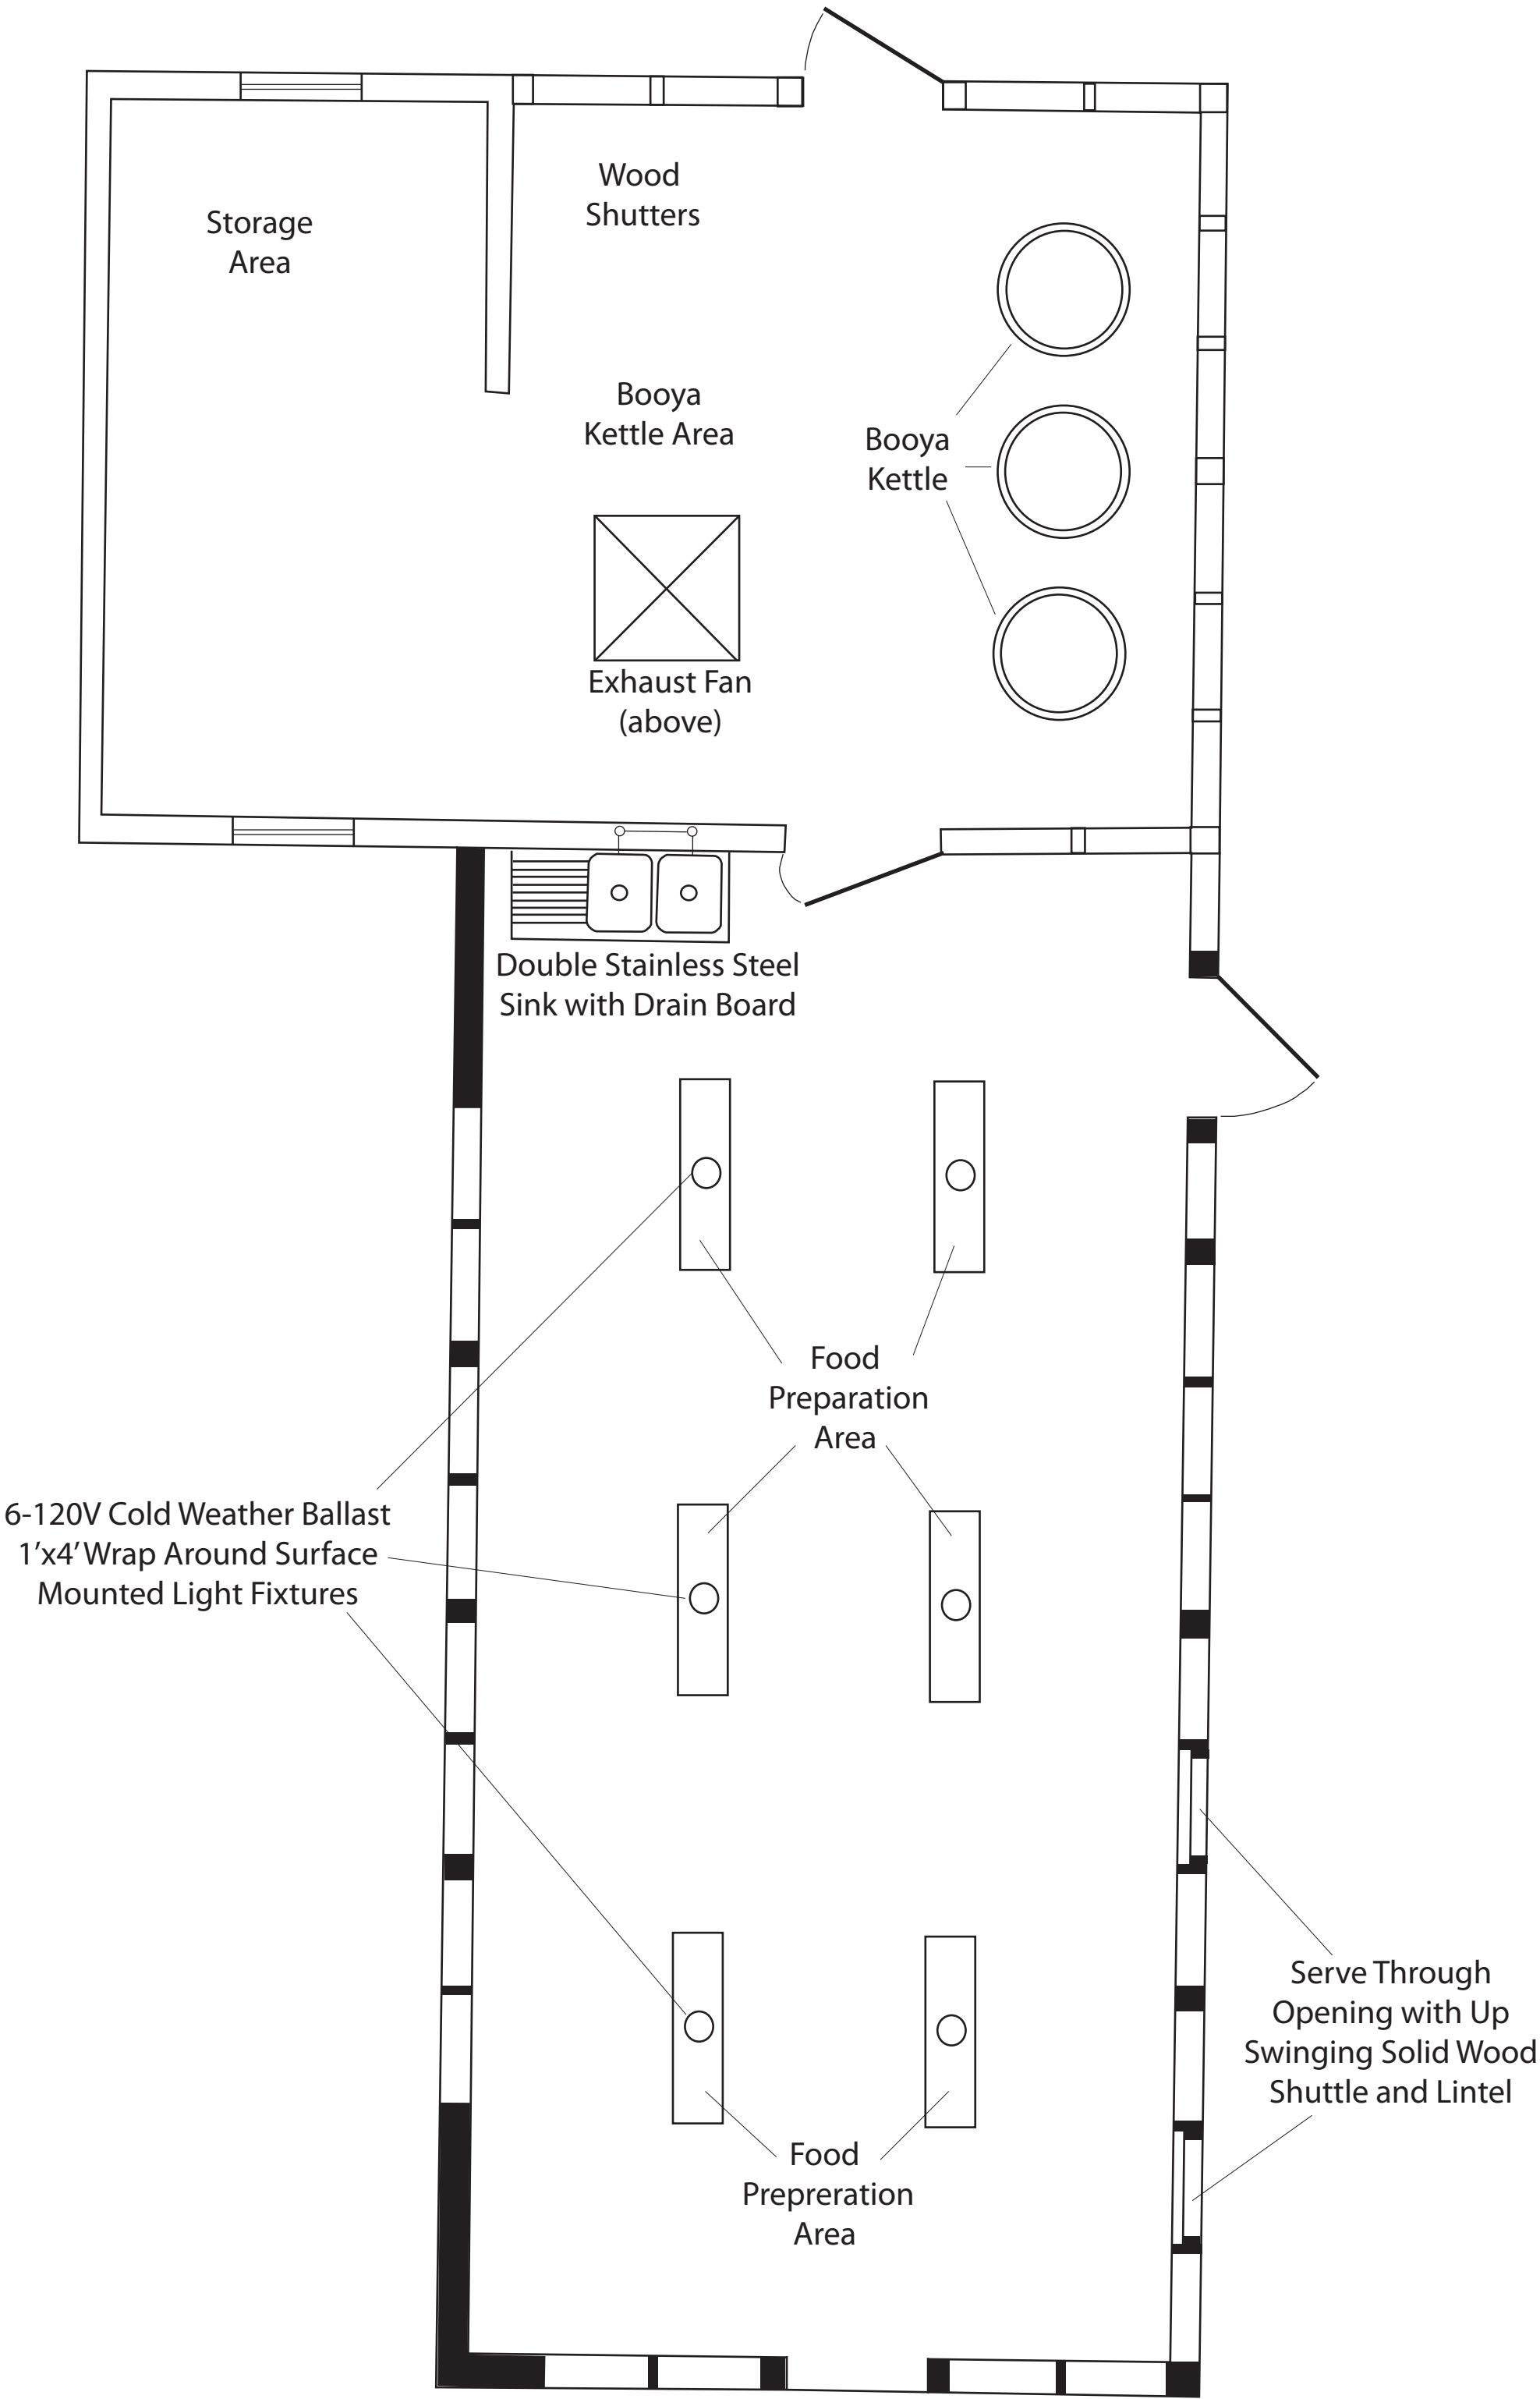 Wood
Shutters
Storage
Area
Booya
Kettle Area
Booya
Kettle
Exhaust Fan
(above)
Double Stainless Steel
Sink with Drain Board
Food
Preparation
Area
6-120V Cold Weather Ballast
1’x4’ Wrap Around Surface
Mounted Light Fixtures
Serve Through
Opening with Up
Swinging Solid Wood
Shuttle and Lintel
Food
Prepreration
Area